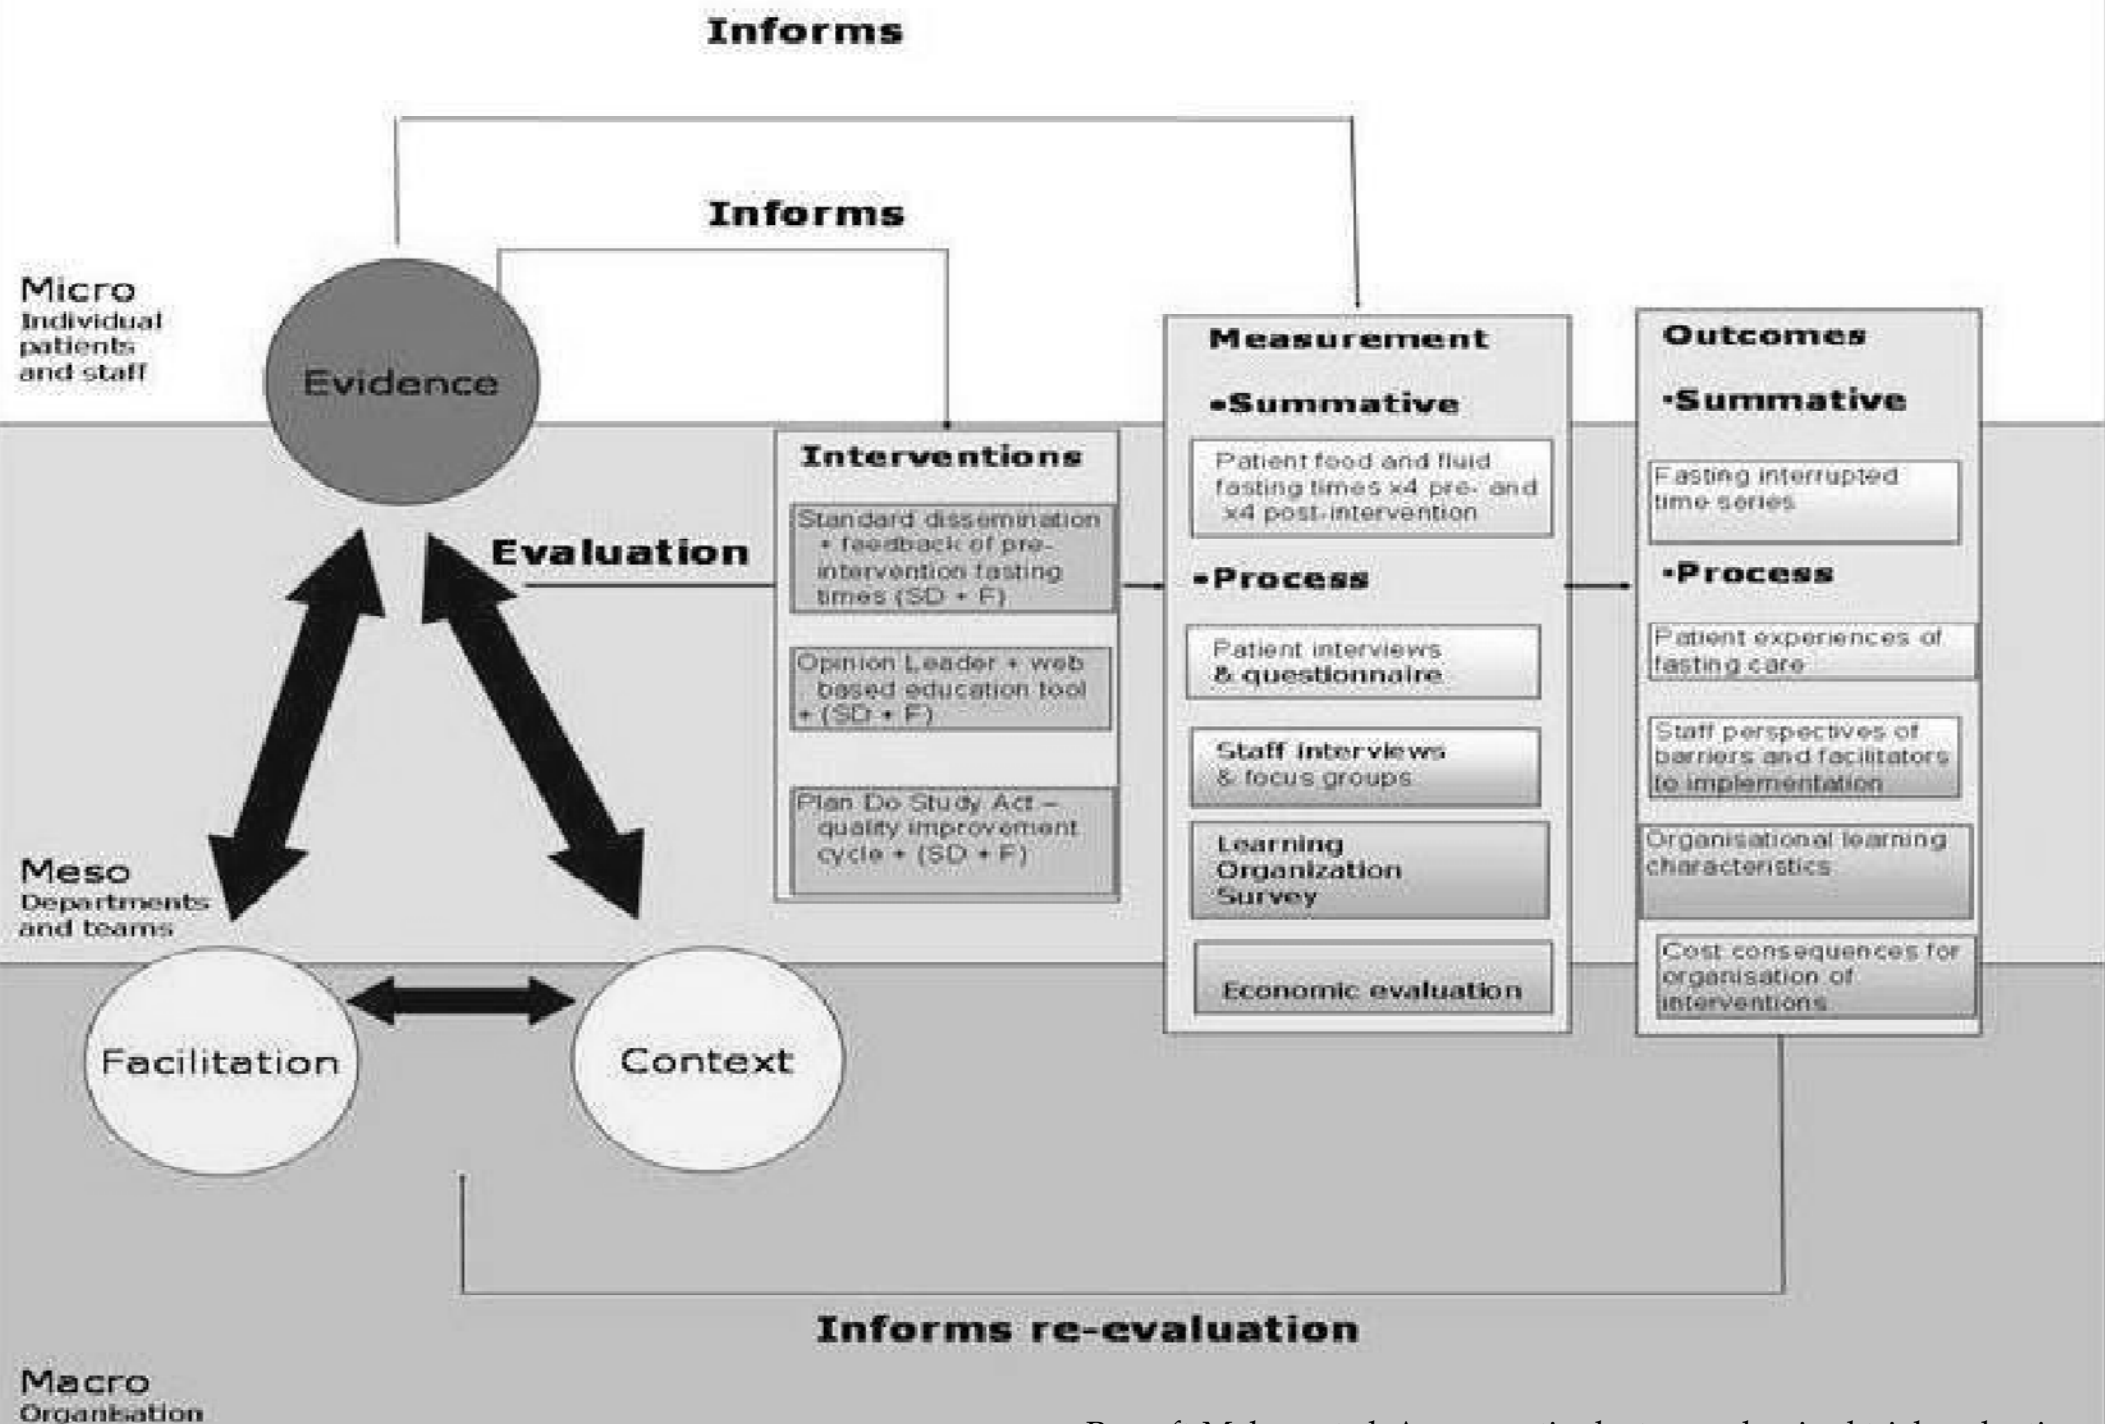 Informs
Informs
Micro
Individual
patients
and staff
Evidence
Evaluation
Meso
Departments
and teams
Facilitation
Context
Interventions
Standard dissemination
+ feedback of pre-
intervention fasting
times (SD + F)
Opinion Leader + web
based education tool
+ (SD + F)
Plan Do Study Act –
quality improvement
cycle + (SD + F)
Measurement
•Summative
Patient food and fluid
fasting times x4 pre- and
x4 post-intervention
•Process
Patient interviews
& questionnaire
Staff interviews
& focus groups
Learning
Organization
Survey
Economic evaluation
Outcomes
•Summative
Fasting interrupted
time series
•Process
Patient experiences of
fasting care
Staff perspectives of
barriers and facilitators
to implementation
Organisational learning
characteristics
Cost consequences for
organisation of
interventions
Informs re-evaluation
Macro
Organisation